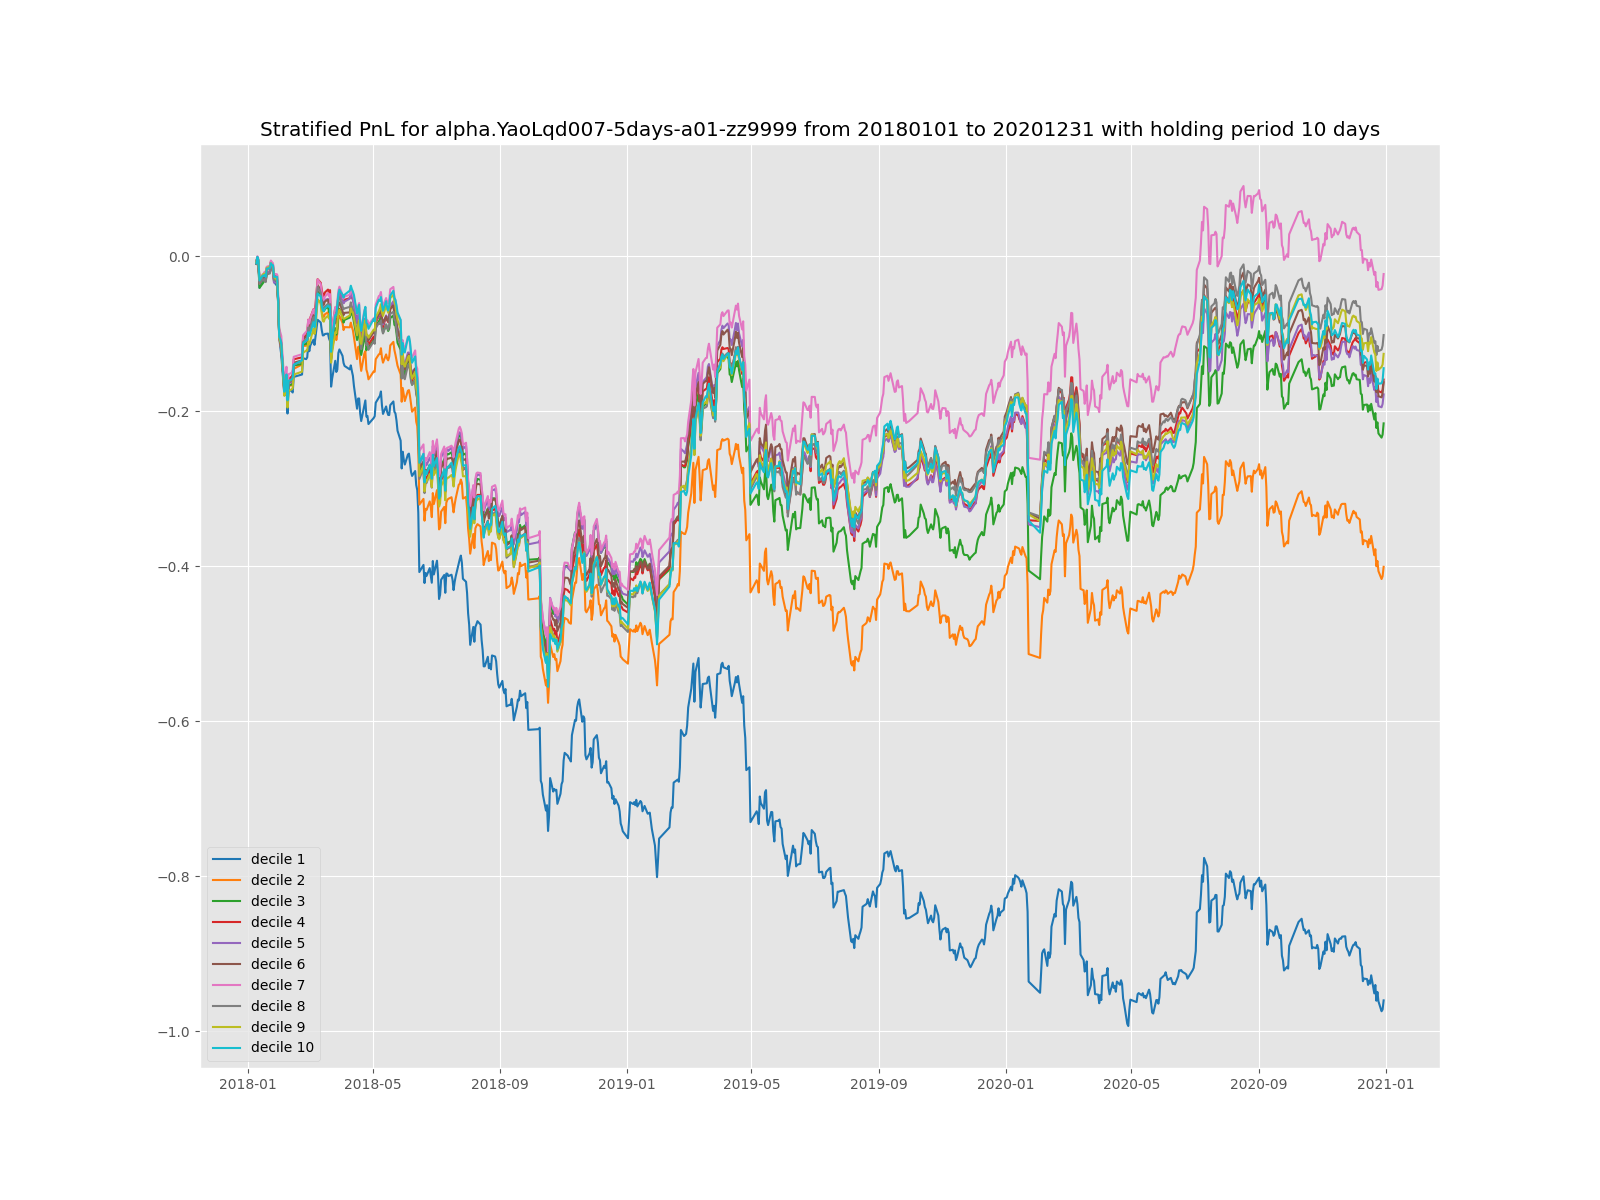 Stratified PnL for alpha.YaoLqd007-5days-a01-zz9999 from 20180101 to 20201231 with holding period 10 days
0.0
−0.2
−0.4
−0.6
−0.8
−1.0
decile 1
decile 2
decile 3
decile 4
decile 5
decile 6
decile 7
decile 8
decile 9
decile 10
2018-01 2018-05 2018-09 2019-01 2019-05 2019-09 2020-01 2020-05 2020-09 2021-01